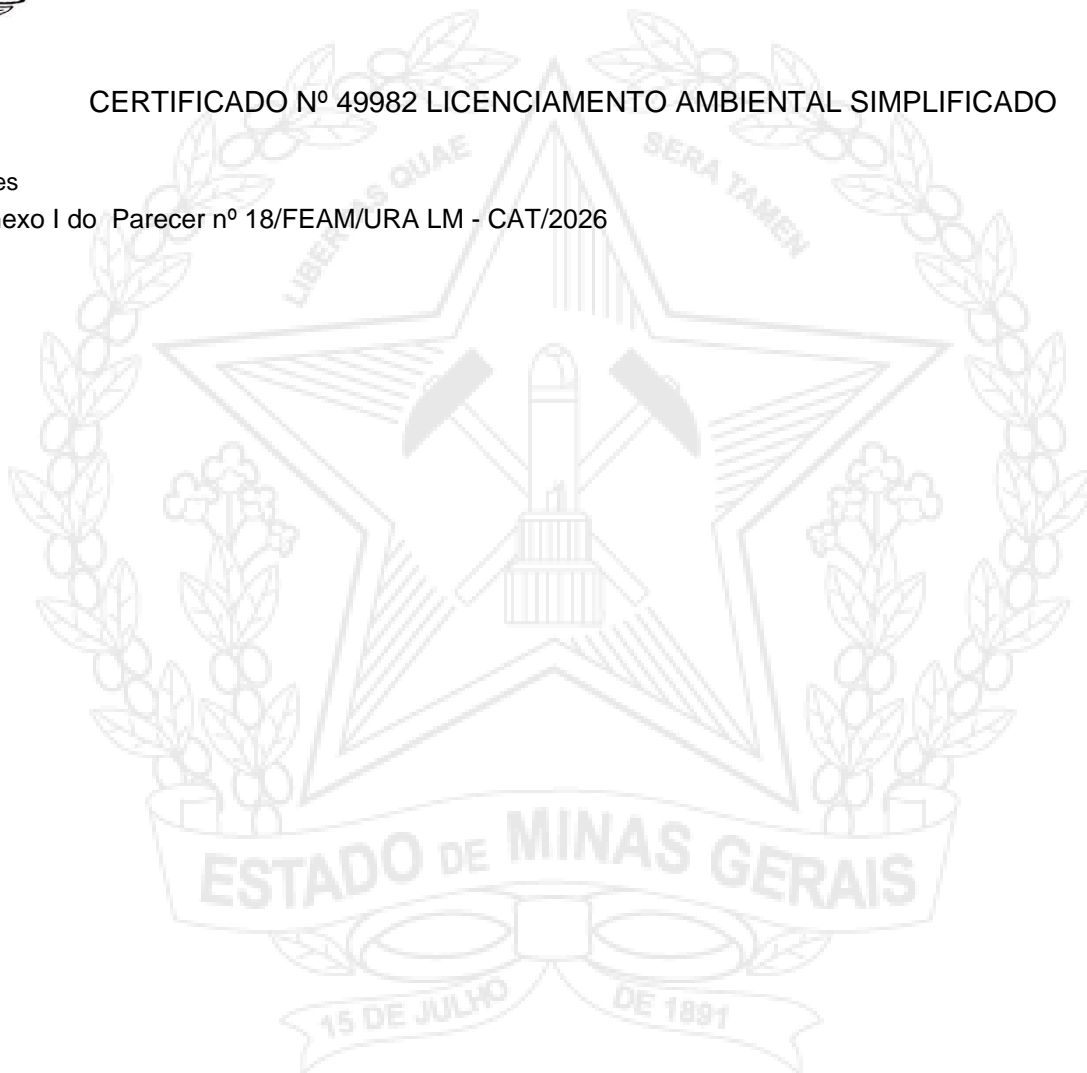 CERTIFICADO Nº 49982 LICENCIAMENTO AMBIENTAL SIMPLIFICADO
es
exo I do Parecer nº 18/FEAM/URA LM - CAT/2026
LIBERTAS QUAE SERA TAMEN
ESTADO DE MINAS GERAIS
15 DE JULHO DE 1891